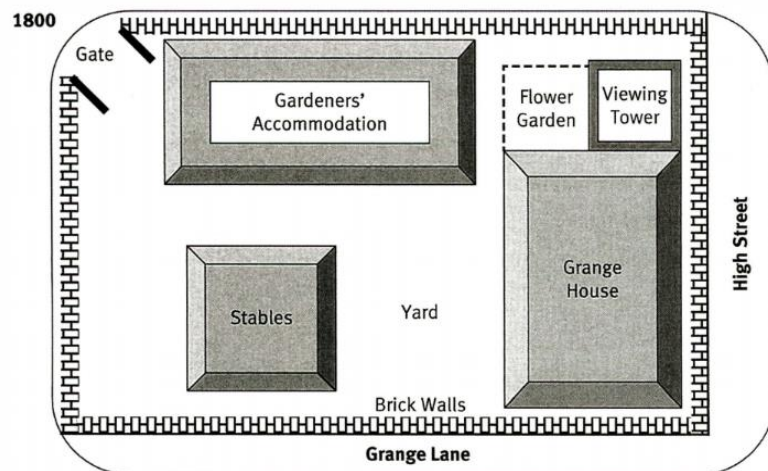 1800
Gate
Gardeners'
Accommodation
Flower
Garden
Viewing
Tower
Grange
House
High Street
Stables
Yard
Brick Walls
Grange Lane